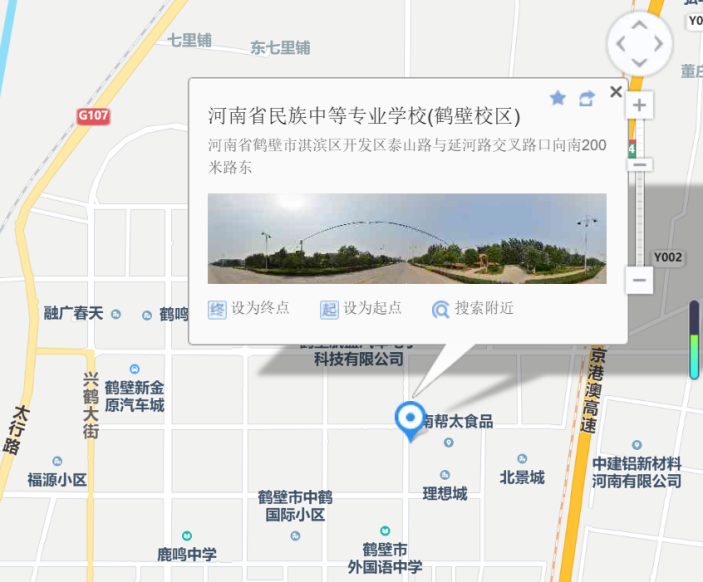 七里铺
东七里铺
G107
Y0
董庄
河南省民族中等专业学校(鹤壁校区)
河南省鹤壁市淇滨区开发区泰山路与延河路交叉路口向南200
米路东
4
Y002
终 设为终点
起 设为起点
搜索附近
融广春天
鹤鸣
科技有限公司
京港澳高速
兴鹤大街
鹤壁新金
原汽车城
太行路
南帮太食品
福源小区
理想城
北景城
中建铝新材料
河南有限公司
鹤壁市中鹤
国际小区
鹿鸣中学
鹤壁市
外国语中学